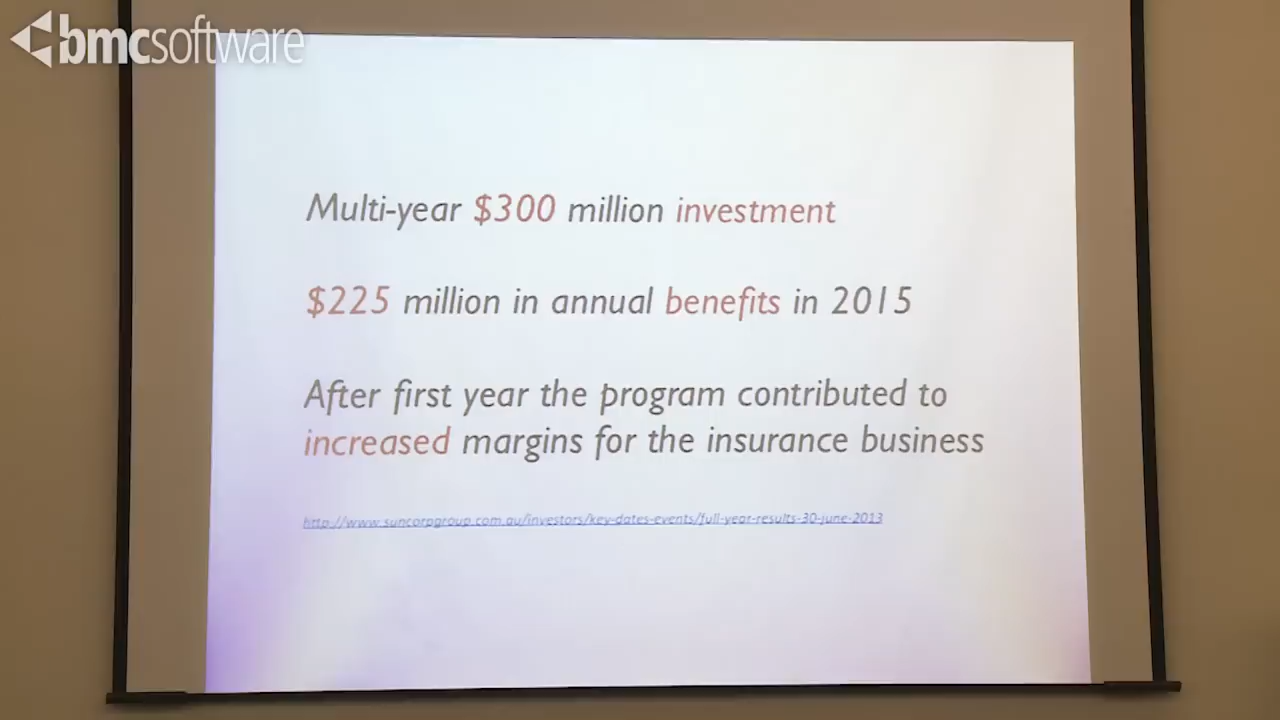 bmcsoftware
Multi-year $300 million investment
$225 million in annual benefits in 2015
After first year the program contributed to
increased margins for the insurance business
http://www.suncorpgroup.com.au/investors/key-dates-events/full-year-results-30-june-2013